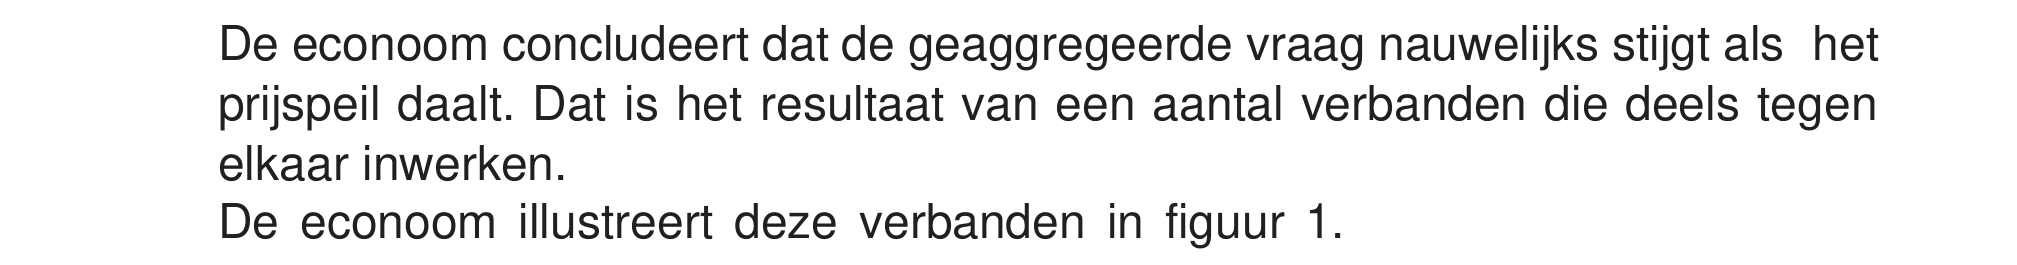 De econoom concludeert dat de geaggregeerde vraag nauwelijks stijgt als het
prijspeil daalt. Dat is het resultaat van een aantal verbanden die deels tegen
elkaar inwerken.
De econoom illustreert deze verbanden in figuur 1.